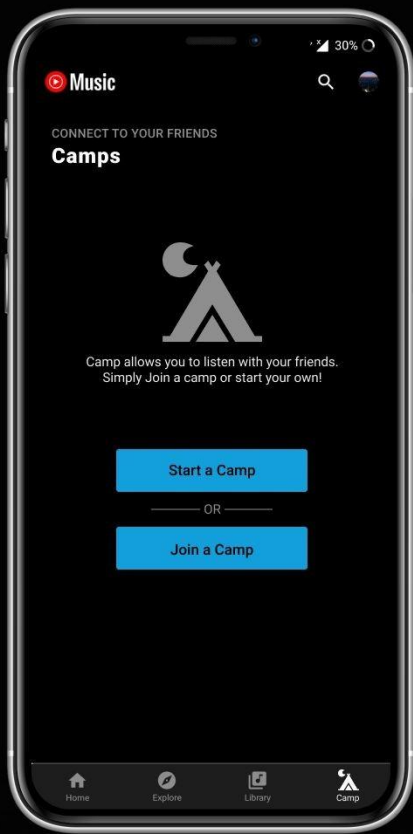 30%
Music
CONNECT TO YOUR FRIENDS
Camps
Camp allows you to listen with your friends.
Simply Join a camp or start your own!
Start a Camp
OR
Join a Camp
Home
Explore
Library
Camp